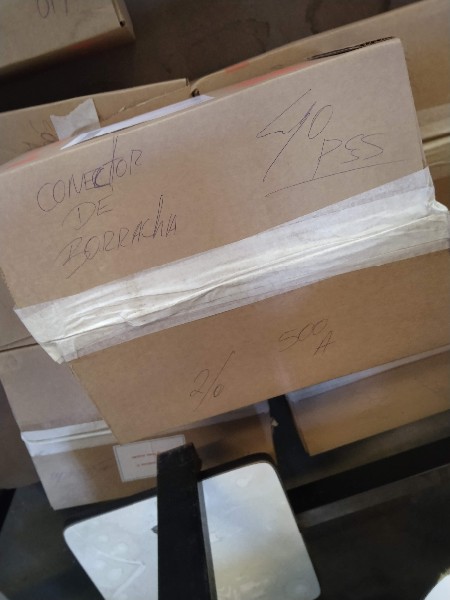 CONECTOR
DE
BORRACHA
40
PSS
500
A
2/0